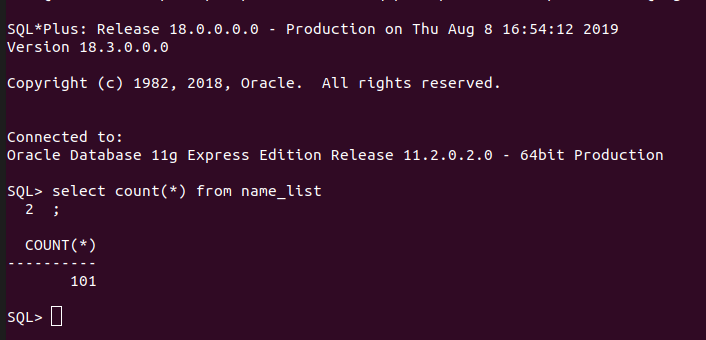 SQL*Plus: Release 18.0.0.0.0 - Production on Thu Aug 8 16:54:12 2019
Version 18.3.0.0.0
Copyright (c) 1982, 2018, Oracle.  All rights reserved.
Connected to:
Oracle Database 11g Express Edition Release 11.2.0.2.0 - 64bit Production
SQL> select count(*) from name_list
  2  ;
  COUNT(*)
----------
       101
SQL>